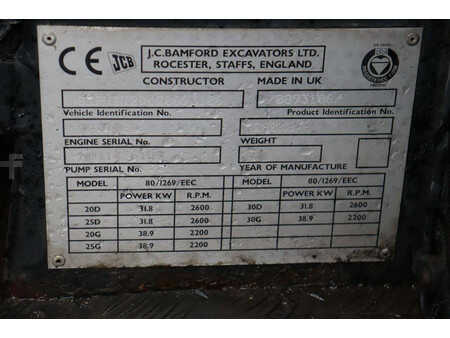 CE JCB J.C.BAMFORD EXCAVATORS LTD.
ROCESTER, STAFFS, ENGLAND
CONSTRUCTOR MADE IN UK
Vehicle Identification No. Product Identification No.
ENGINE SERIAL No. WEIGHT
PUMP SERIAL No. YEAR OF MANUFACTURE
MODEL 80/1269/EEC MODEL 80/1269/EEC
POWER KW R.P.M. POWER KW R.P.M.
20D 31.8 2600 30D 31.8 2600
25D 31.8 2600 30G 38.9 2200
20G 38.9 2200
25G 38.9 2200